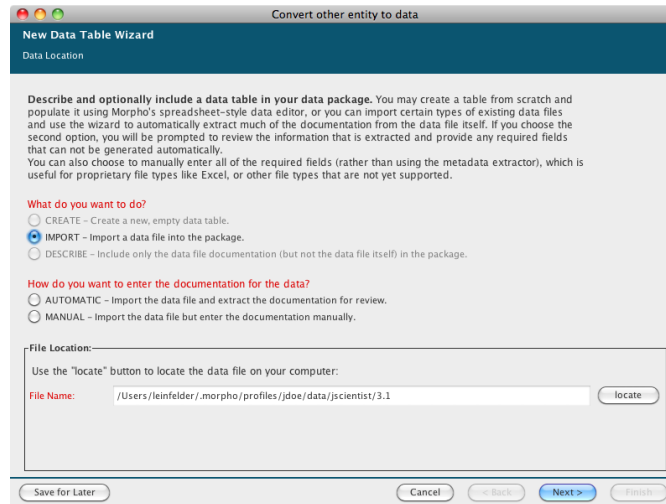 Convert other entity to data
New Data Table Wizard
Data Location
Describe and optionally include a data table in your data package. You may create a table from scratch and
populate it using Morpho's spreadsheet-style data editor, or you can import certain types of existing data files
and use the wizard to automatically extract much of the documentation from the data file itself. If you choose the
second option, you will be prompted to review the information that is extracted and provide any required fields
that can not be generated automatically.
You can also choose to manually enter all of the required fields (rather than using the metadata extractor), which is
useful for proprietary file types like Excel, or other file types that are not yet supported.
What do you want to do?
CREATE – Create a new, empty data table.
IMPORT – Import a data file into the package.
DESCRIBE – Include only the data file documentation (but not the data file itself) in the package.
How do you want to enter the documentation for the data?
AUTOMATIC – Import the data file and extract the documentation for review.
MANUAL – Import the data file but enter the documentation manually.
File Location:
Use the "locate" button to locate the data file on your computer:
File Name: /Users/leinfelder/.morpho/profiles/jdoe/data/jscientist/3.1 locate
Save for Later Cancel < Back Next > Finish